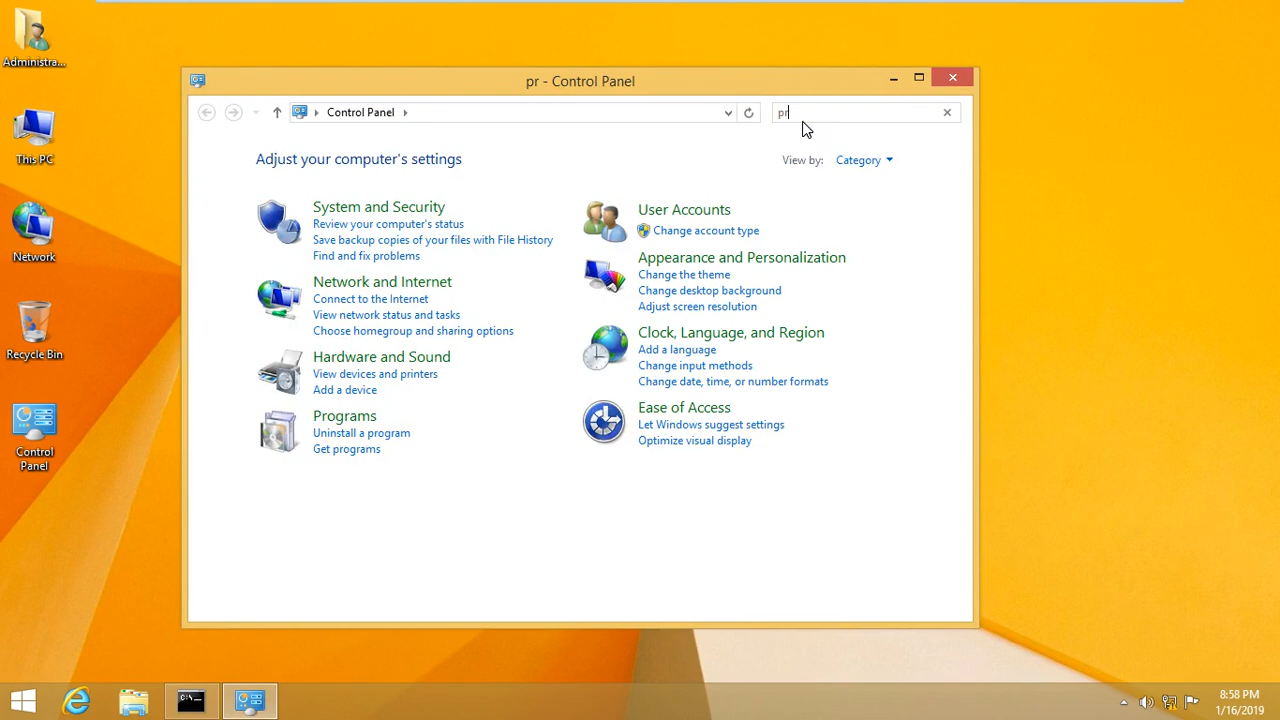 Administra...
This PC
Network
Recycle Bin
Control
Panel
pr - Control Panel
Control Panel
pr
Adjust your computer's settings
View by: Category
System and Security
Review your computer's status
Save backup copies of your files with File History
Find and fix problems
Network and Internet
Connect to the Internet
View network status and tasks
Choose homegroup and sharing options
Hardware and Sound
View devices and printers
Add a device
Programs
Uninstall a program
Get programs
User Accounts
Change account type
Appearance and Personalization
Change the theme
Change desktop background
Adjust screen resolution
Clock, Language, and Region
Add a language
Change input methods
Change date, time, or number formats
Ease of Access
Let Windows suggest settings
Optimize visual display
C:\_
8:58 PM
1/16/2019